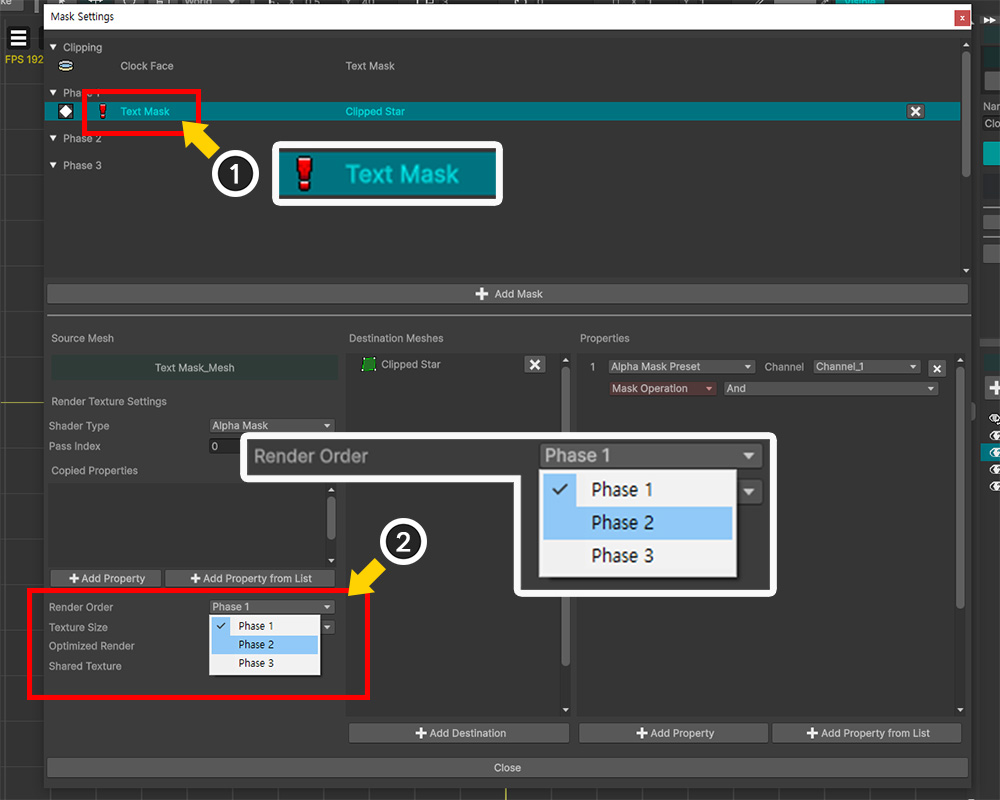 Mask Settings
x
FPS 192
Clipping
Clock Face Text Mask
Phase 1
Text Mask Clipped Star
Phase 2
1
Text Mask
Phase 3
Add Mask
Source Mesh
Destination Meshes
Properties
Text Mask_Mesh
Clipped Star
1 Alpha Mask Preset Channel Channel_1
Mask Operation And
Render Texture Settings
Shader Type Alpha Mask
Pass Index 0
Copied Properties
Render Order Phase 1
Phase 1
Phase 2
Phase 3
2
Add Property
Add Property from List
Render Order Phase 1
Texture Size
Optimized Render
Shared Texture
Phase 1
Phase 2
Phase 3
Add Destination
Add Property
Add Property from List
Close